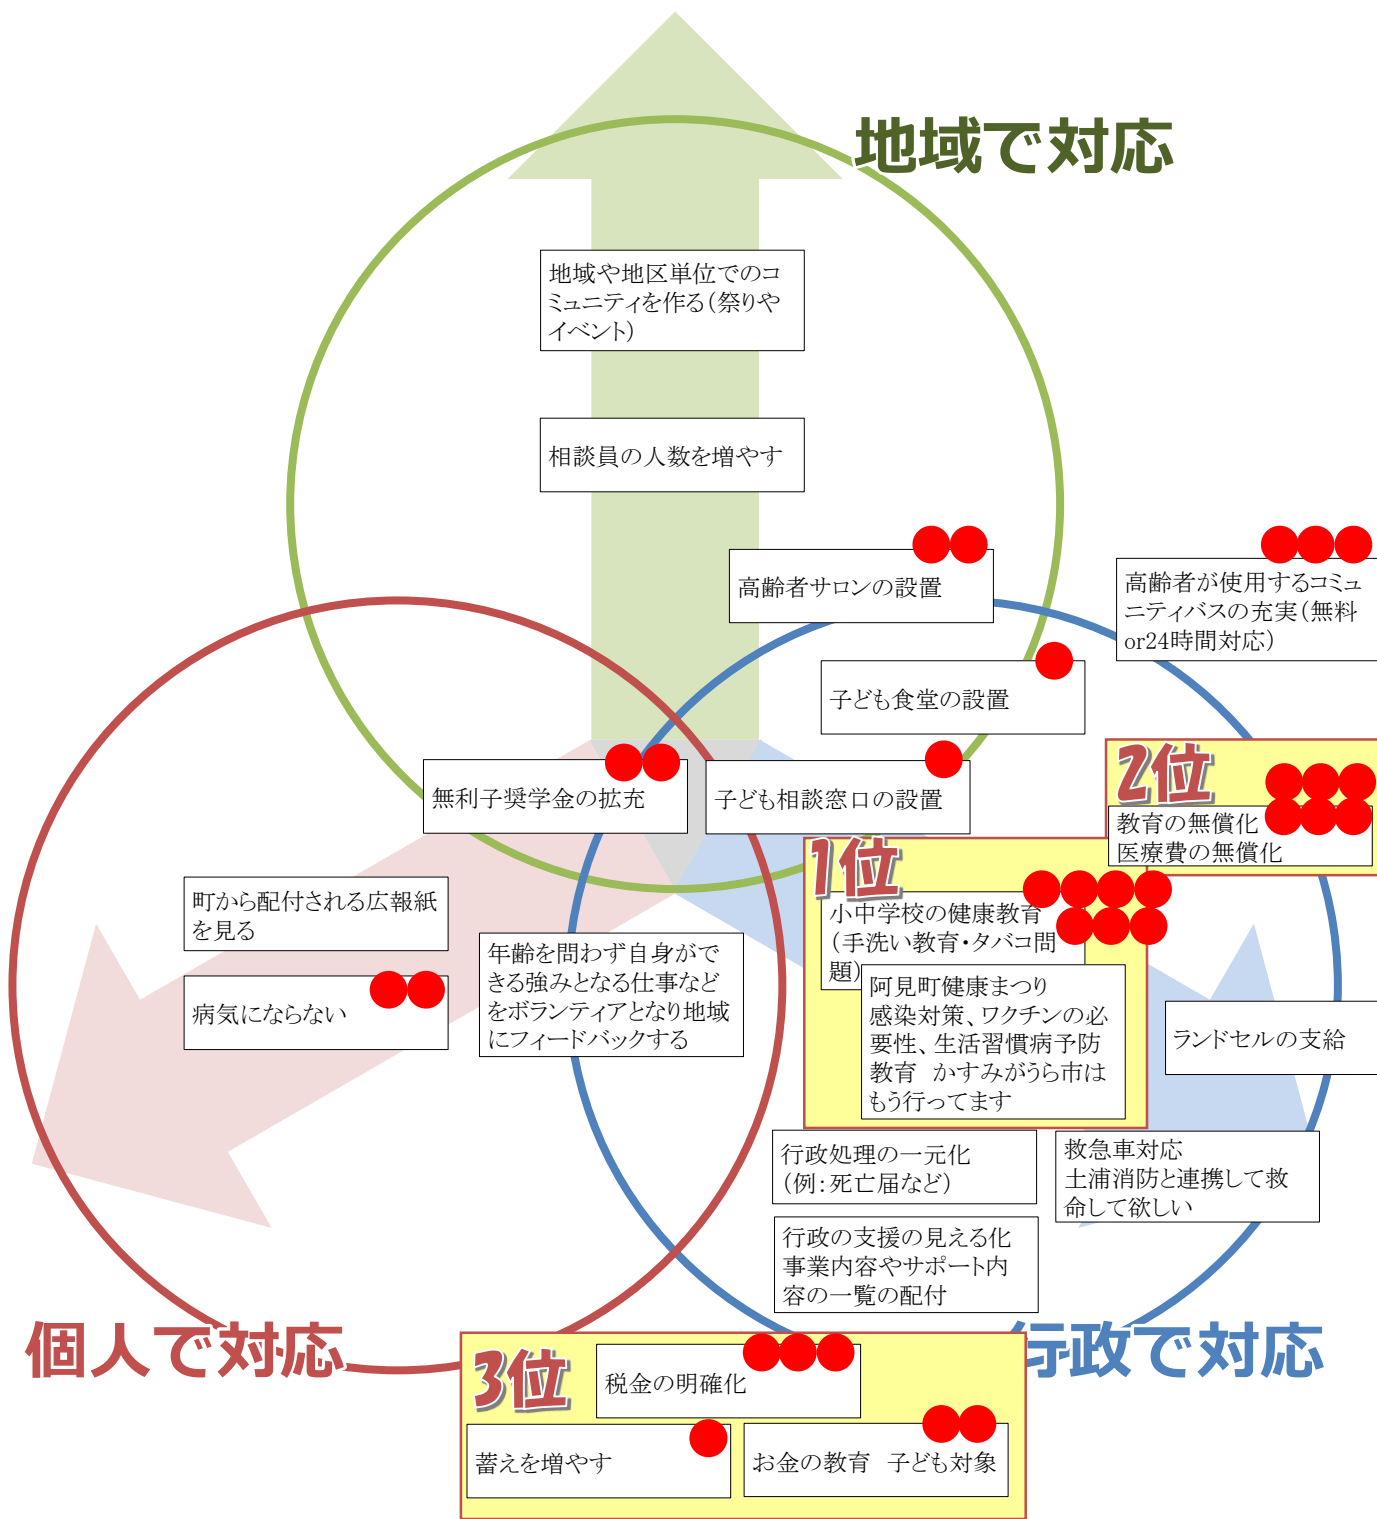 地域で対応
地域や地区単位でのコ
ミュニティを作る（祭りや
イベント）
相談員の人数を増やす
高齢者サロンの設置
高齢者が使用するコミュ
ニティバスの充実（無料
or24時間対応）
子ども食堂の設置
無利子奨学金の拡充
子ども相談窓口の設置
2位
教育の無償化
医療費の無償化
1位
小中学校の健康教育
（手洗い教育・タバコ問
題）
阿見町健康まつり
感染対策、ワクチンの必
要性、生活習慣病予防
教育　かすみがうら市は
もう行ってます
町から配付される広報紙
を見る
病気にならない
年齢を問わず自身がで
きる強みとなる仕事など
をボランティアとなり地域
にフィードバックする
ランドセルの支給
行政処理の一元化
（例：死亡届など）
救急車対応
土浦消防と連携して救
命して欲しい
行政の支援の見える化
事業内容やサポート内
容の一覧の配付
個人で対応
行政で対応
3位
税金の明確化
蓄えを増やす
お金の教育　子ども対象